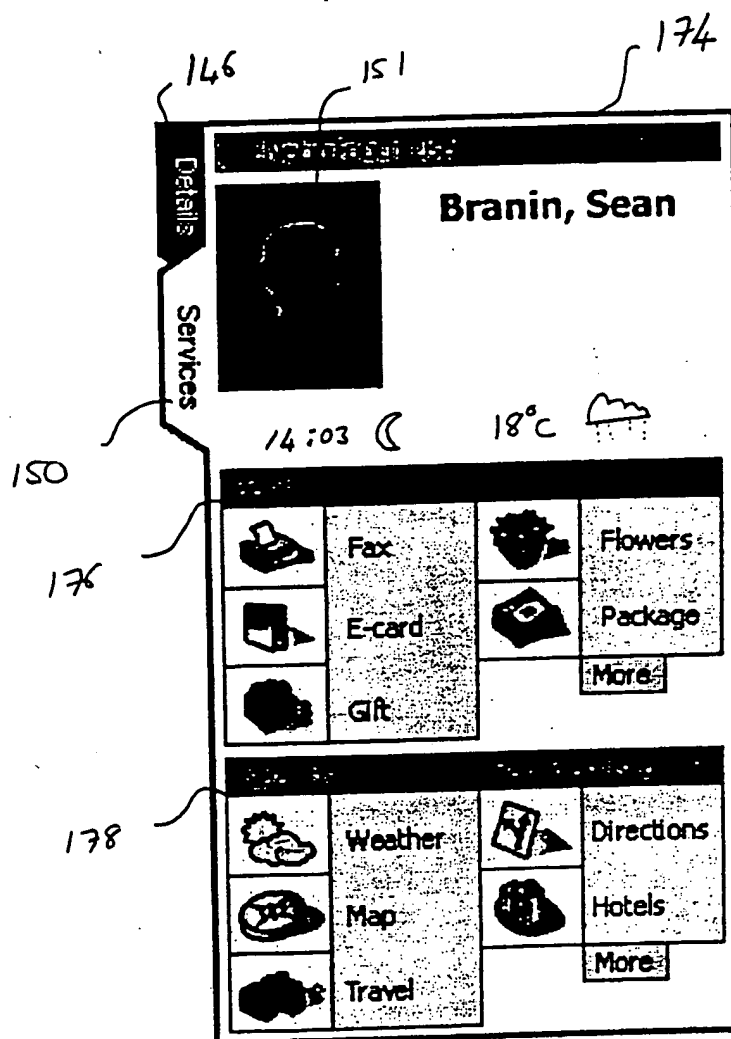 174
146
151
Details
Branin, Sean
Services
14:03
18°C
150
176
Fax
Flowers
E-card
Package
Gift
More
178
Weather
Directions
Map
Hotels
Travel
More